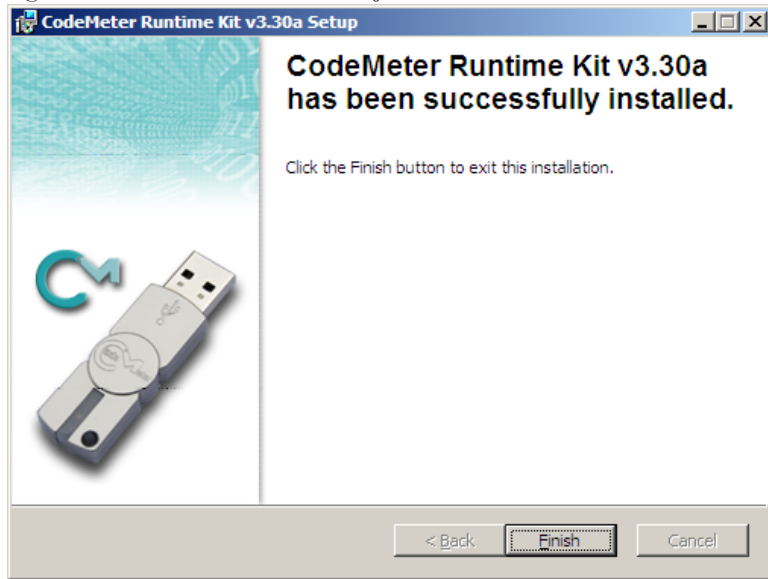 CodeMeter Runtime Kit v3.30a Setup
CodeMeter Runtime Kit v3.30a
has been successfully installed.
Click the Finish button to exit this installation.
< Back
Finish
Cancel